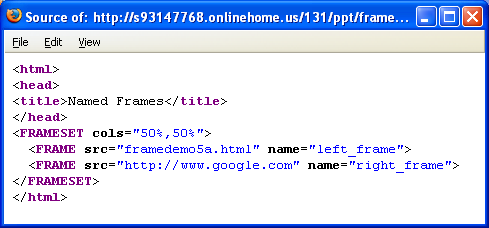 Source of: http://s93147768.onlinehome.us/131/ppt/frame...
File Edit View
<html>
<head>
<title>Named Frames</title>
</head>
<FRAMESET cols="50%,50%">
  <FRAME src="framedemo5a.html" name="left_frame">
  <FRAME src="http://www.google.com" name="right_frame">
</FRAMESET>
</html>